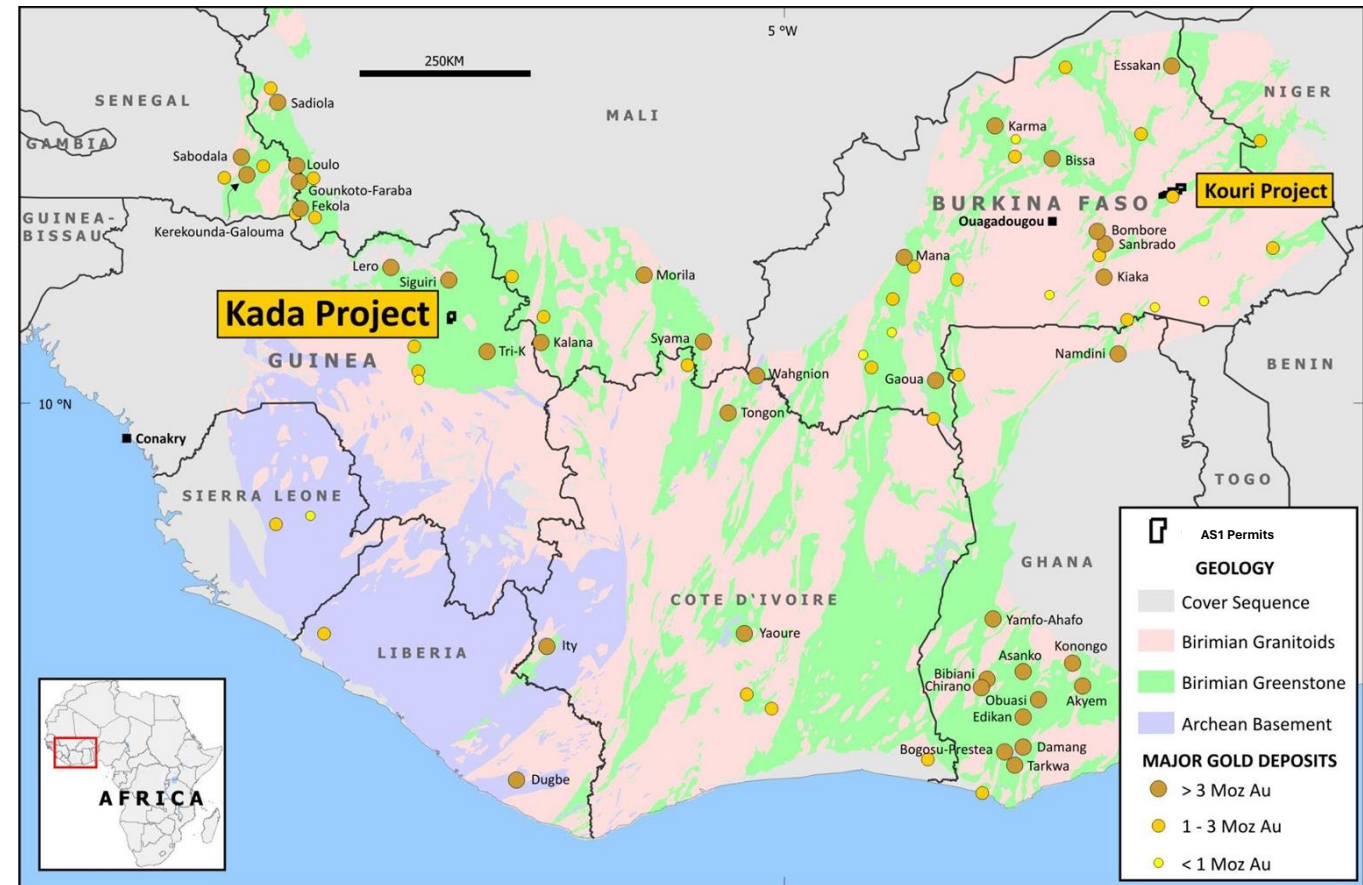 5 °W
250KM
SENEGAL
Sadiola
MALI
Essakan
NIGER
GAMBIA
Sabodala
Loulo
Karma
Bissa
Gounkoto-Faraba
Fekola
Kouri Project
GUINEA-
BISSAU
Kerekounda-Galouma
BURKINA FASO
Ouagadougou
Bombore
Sanbrado
Lero
Siguiri
Morila
Mana
Kiaka
Kada Project
Kalana
Syama
Tri-K
Namdini
GUINEA
BENIN
Wahgnion
Gaoua
10 °N
Tongon
Conakry
TOGO
SIERRA LEONE
GHANA
COTE D'IVOIRE
Yamfo-Ahafo
Yaoure
LIBERIA
Ity
Konongo
Asanko
Bibiani
Chirano
Akyem
Obuasi
Edikan
Bogosu-Prestea
Damang
Tarkwa
Dugbe
AFRICA
AS1 Permits
GEOLOGY
Cover Sequence
Birimian Granitoids
Birimian Greenstone
Archean Basement
MAJOR GOLD DEPOSITS
> 3 Moz Au
1 - 3 Moz Au
< 1 Moz Au